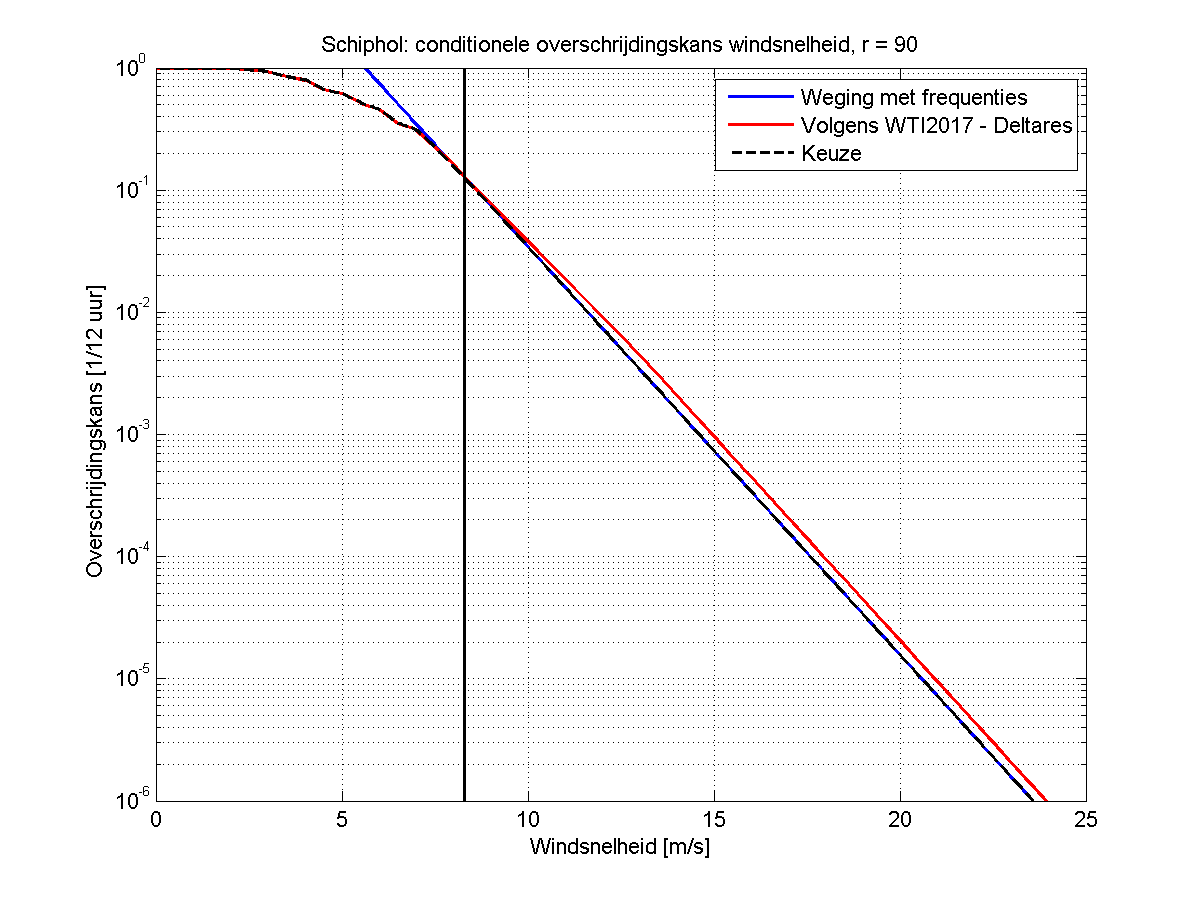 Schiphol: conditionele overschrijdingskans windsnelheid, r = 90
Weging met frequenties
Volgens WTI2017 - Deltares
Keuze
Overschrijdingskans [1/12 uur]
10^0
10^-1
10^-2
10^-3
10^-4
10^-5
10^-6
0 5 10 15 20 25
Windsnelheid [m/s]